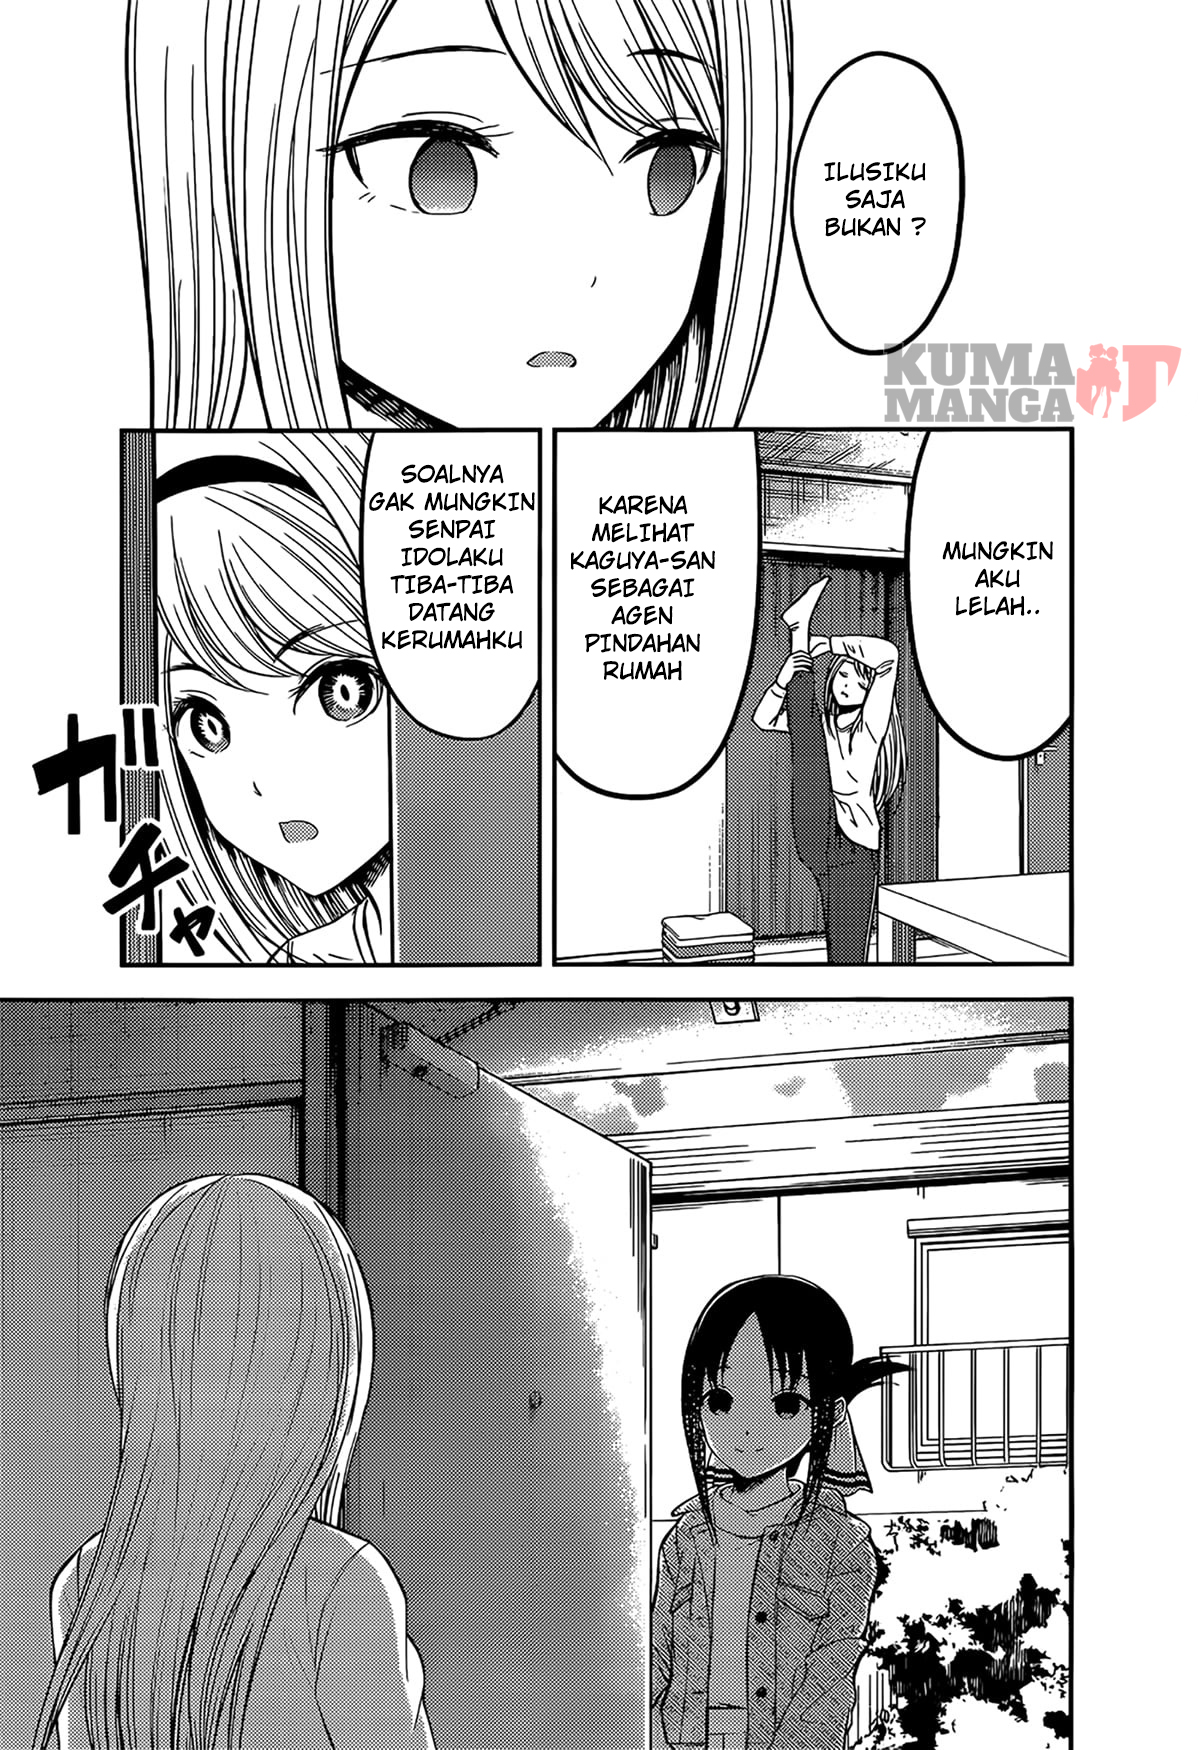 ILUSIKU
SAJA
BUKAN ?
KUMA
MANGA
MUNGKIN
AKU
LELAH..
KARENA
MELIHAT
KAGUYA-SAN
SEBAGAI
AGEN
PINDAHAN
RUMAH
SOALNYA
GAK MUNGKIN
SENPAI
IDOLAKU
TIBA-TIBA
DATANG
KERUMAHKU
ガチャ